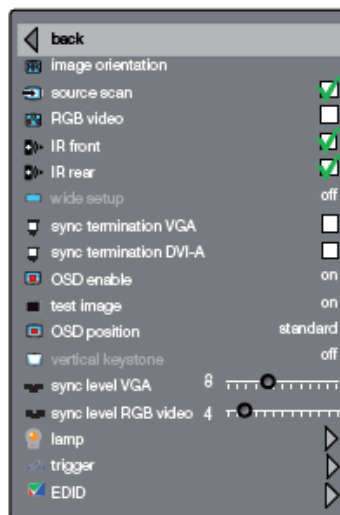 back
image orientation
source scan
RGB video
IR front
IR rear
wide setup off
sync termination VGA
sync termination DVI-A
OSD enable on
test image on
OSD position standard
vertical keystone off
sync level VGA 8
sync level RGB video 4
lamp
trigger
EDID